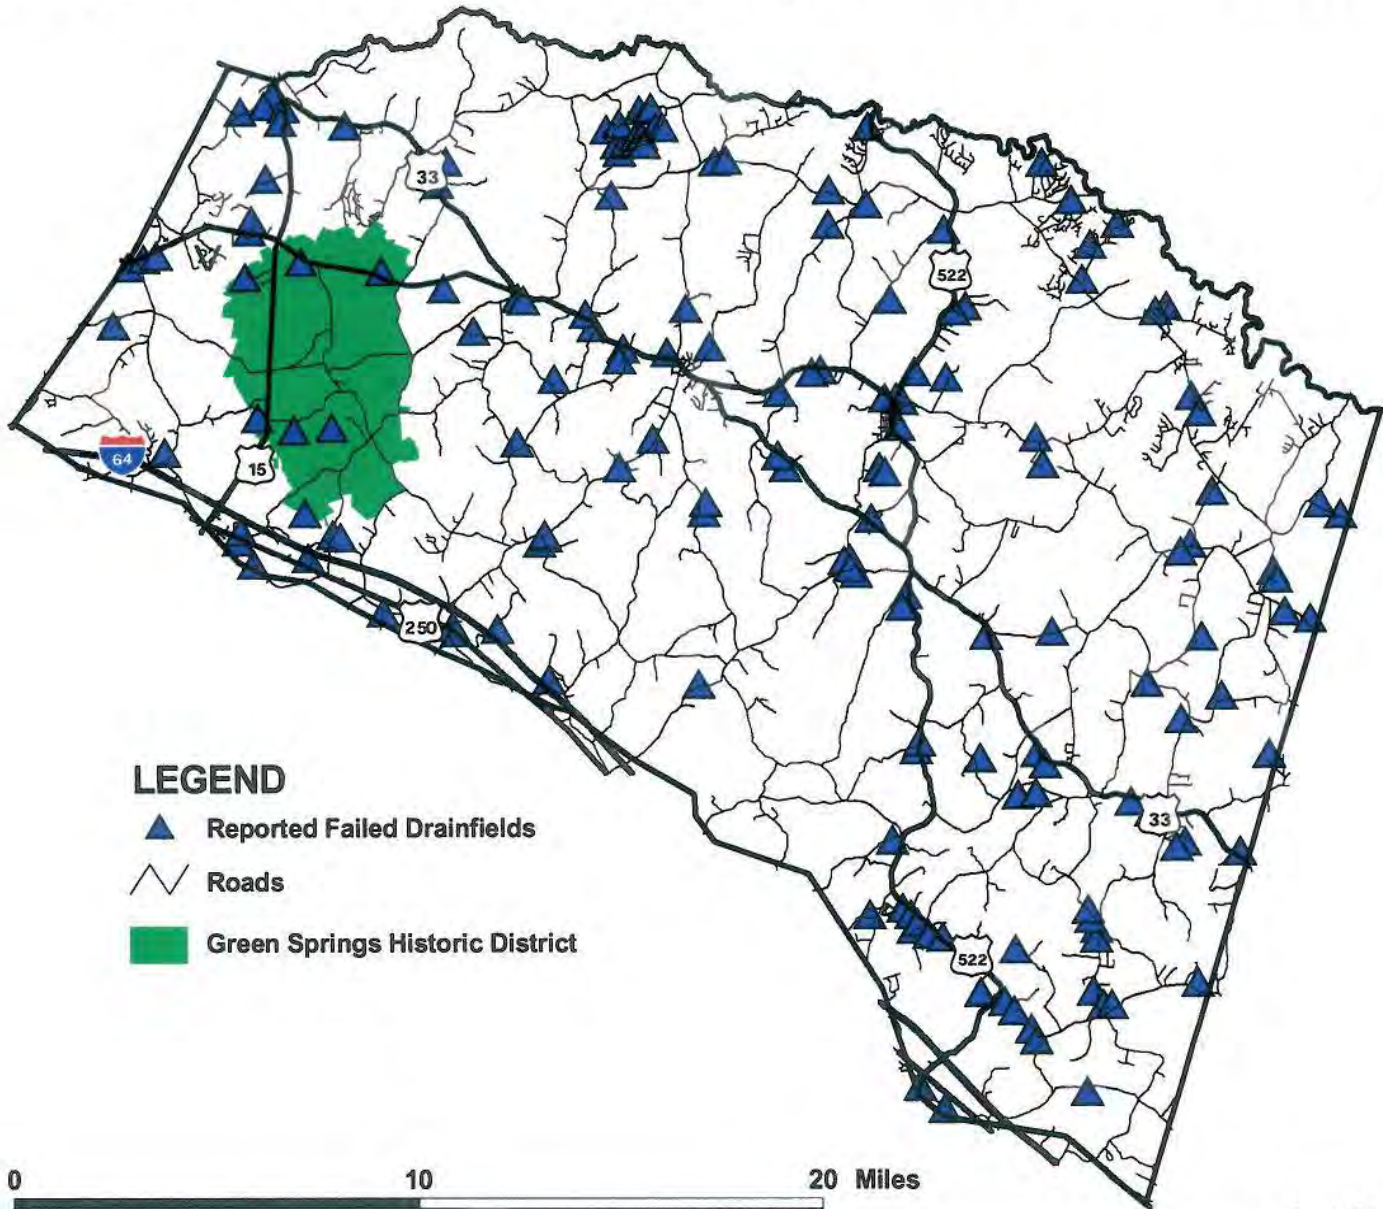 33
522
64
15
250
LEGEND
Reported Failed Drainfields
Roads
Green Springs Historic District
33
522
0 10 20 Miles